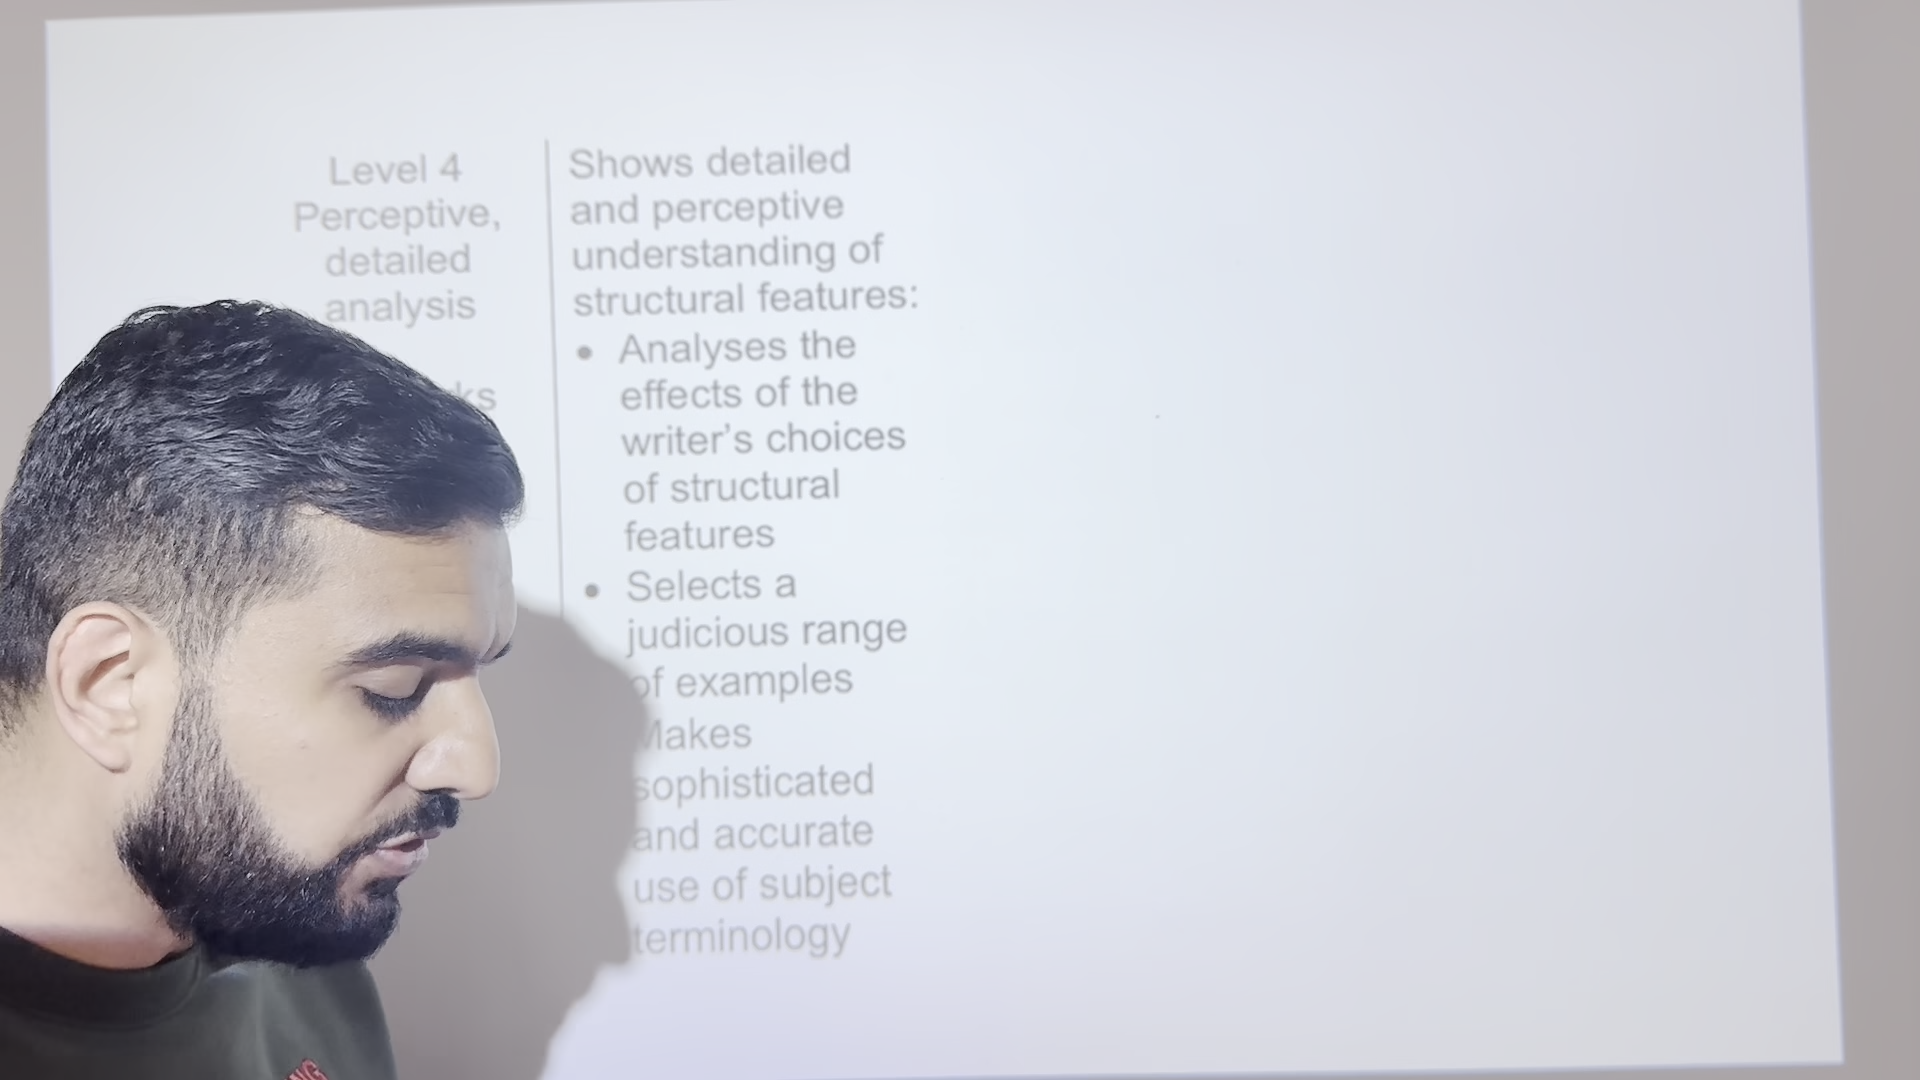 Level 4
Perceptive,
detailed
analysis
Shows detailed
and perceptive
understanding of
structural features:
• Analyses the
effects of the
writer’s choices
of structural
features
• Selects a
judicious range
of examples
Makes
sophisticated
and accurate
use of subject
terminology